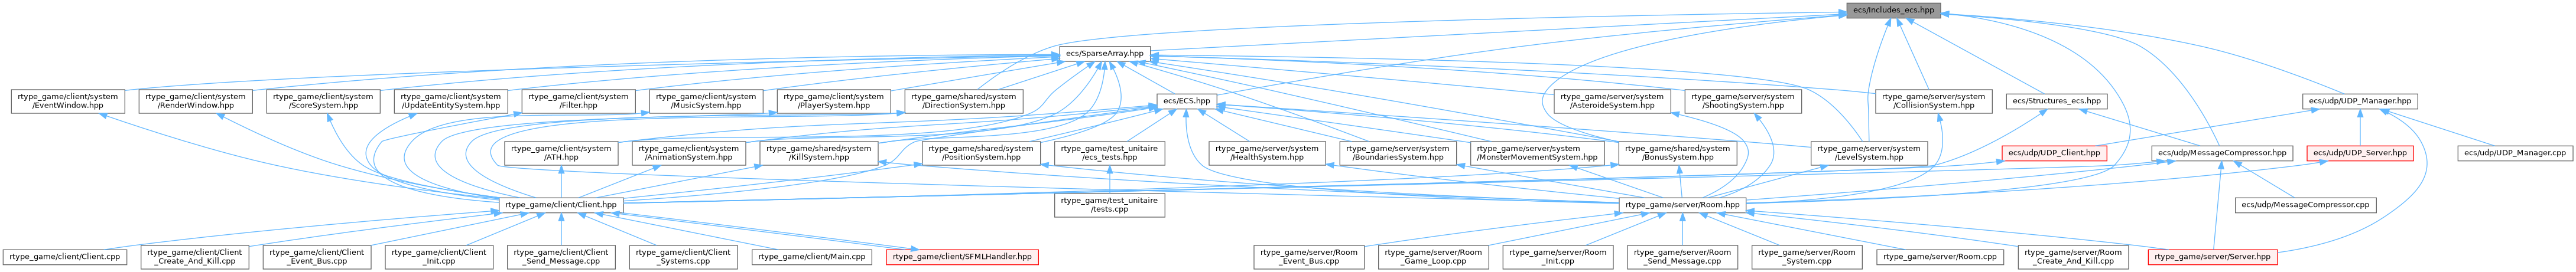 ecs/Includes_ecs.hpp
ecs/SparseArray.hpp
rtype_game/client/system
/EventWindow.hpp
rtype_game/client/system
/RenderWindow.hpp
rtype_game/client/system
/ScoreSystem.hpp
rtype_game/client/system
/UpdateEntitySystem.hpp
rtype_game/client/system
/Filter.hpp
rtype_game/client/system
/MusicSystem.hpp
rtype_game/client/system
/PlayerSystem.hpp
rtype_game/shared/system
/DirectionSystem.hpp
ecs/ECS.hpp
rtype_game/server/system
/AsteroideSystem.hpp
rtype_game/server/system
/ShootingSystem.hpp
rtype_game/server/system
/CollisionSystem.hpp
ecs/Structures_ecs.hpp
ecs/udp/UDP_Manager.hpp
rtype_game/client/system
/ATH.hpp
rtype_game/client/system
/AnimationSystem.hpp
rtype_game/shared/system
/KillSystem.hpp
rtype_game/shared/system
/PositionSystem.hpp
rtype_game/test_unitaire
/ecs_tests.hpp
rtype_game/server/system
/HealthSystem.hpp
rtype_game/server/system
/BoundariesSystem.hpp
rtype_game/server/system
/MonsterMovementSystem.hpp
rtype_game/shared/system
/BonusSystem.hpp
rtype_game/server/system
/LevelSystem.hpp
ecs/udp/UDP_Client.hpp
ecs/udp/MessageCompressor.hpp
ecs/udp/UDP_Server.hpp
ecs/udp/UDP_Manager.cpp
rtype_game/client/Client.hpp
rtype_game/test_unitaire
/tests.cpp
rtype_game/server/Room.hpp
ecs/udp/MessageCompressor.cpp
rtype_game/client/Client.cpp
rtype_game/client/Client
_Create_And_Kill.cpp
rtype_game/client/Client
_Event_Bus.cpp
rtype_game/client/Client
_Init.cpp
rtype_game/client/Client
_Send_Message.cpp
rtype_game/client/Client
_Systems.cpp
rtype_game/client/Main.cpp
rtype_game/client/SFMLHandler.hpp
rtype_game/server/Room
_Event_Bus.cpp
rtype_game/server/Room
_Game_Loop.cpp
rtype_game/server/Room
_Init.cpp
rtype_game/server/Room
_Send_Message.cpp
rtype_game/server/Room
_System.cpp
rtype_game/server/Room.cpp
rtype_game/server/Room
_Create_And_Kill.cpp
rtype_game/server/Server.hpp